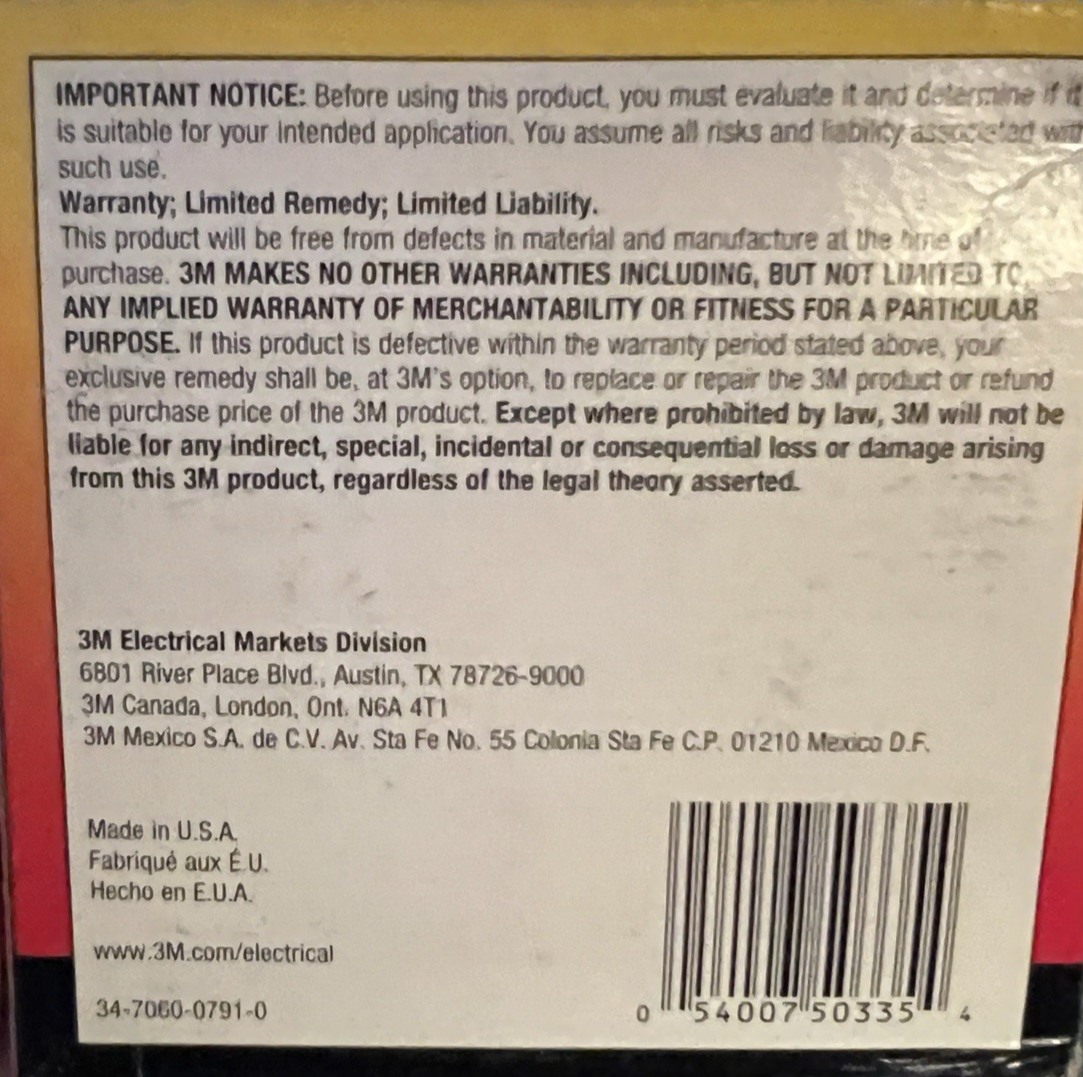 IMPORTANT NOTICE: Before using this product, you must evaluate it and determine if it
is suitable for your intended application. You assume all risks and liability associated with
such use.
Warranty; Limited Remedy; Limited Liability.
This product will be free from defects in material and manufacture at the time of
purchase. 3M MAKES NO OTHER WARRANTIES INCLUDING, BUT NOT LIMITED TO,
ANY IMPLIED WARRANTY OF MERCHANTABILITY OR FITNESS FOR A PARTICULAR
PURPOSE. If this product is defective within the warranty period stated above, your
exclusive remedy shall be, at 3M's option, to replace or repair the 3M product or refund
the purchase price of the 3M product. Except where prohibited by law, 3M will not be
liable for any indirect, special, incidental or consequential loss or damage arising
from this 3M product, regardless of the legal theory asserted.
3M Electrical Markets Division
6801 River Place Blvd., Austin, TX 78726-9000
3M Canada, London, Ont. N6A 4T1
3M Mexico S.A. de C.V. Av. Sta Fe No. 55 Colonia Sta Fe C.P. 01210 Mexico D.F.
Made in U.S.A.
Fabriqué aux É.U.
Hecho en E.U.A.
www.3M.com/electrical
34-7060-0791-0
0 54007 50335 4